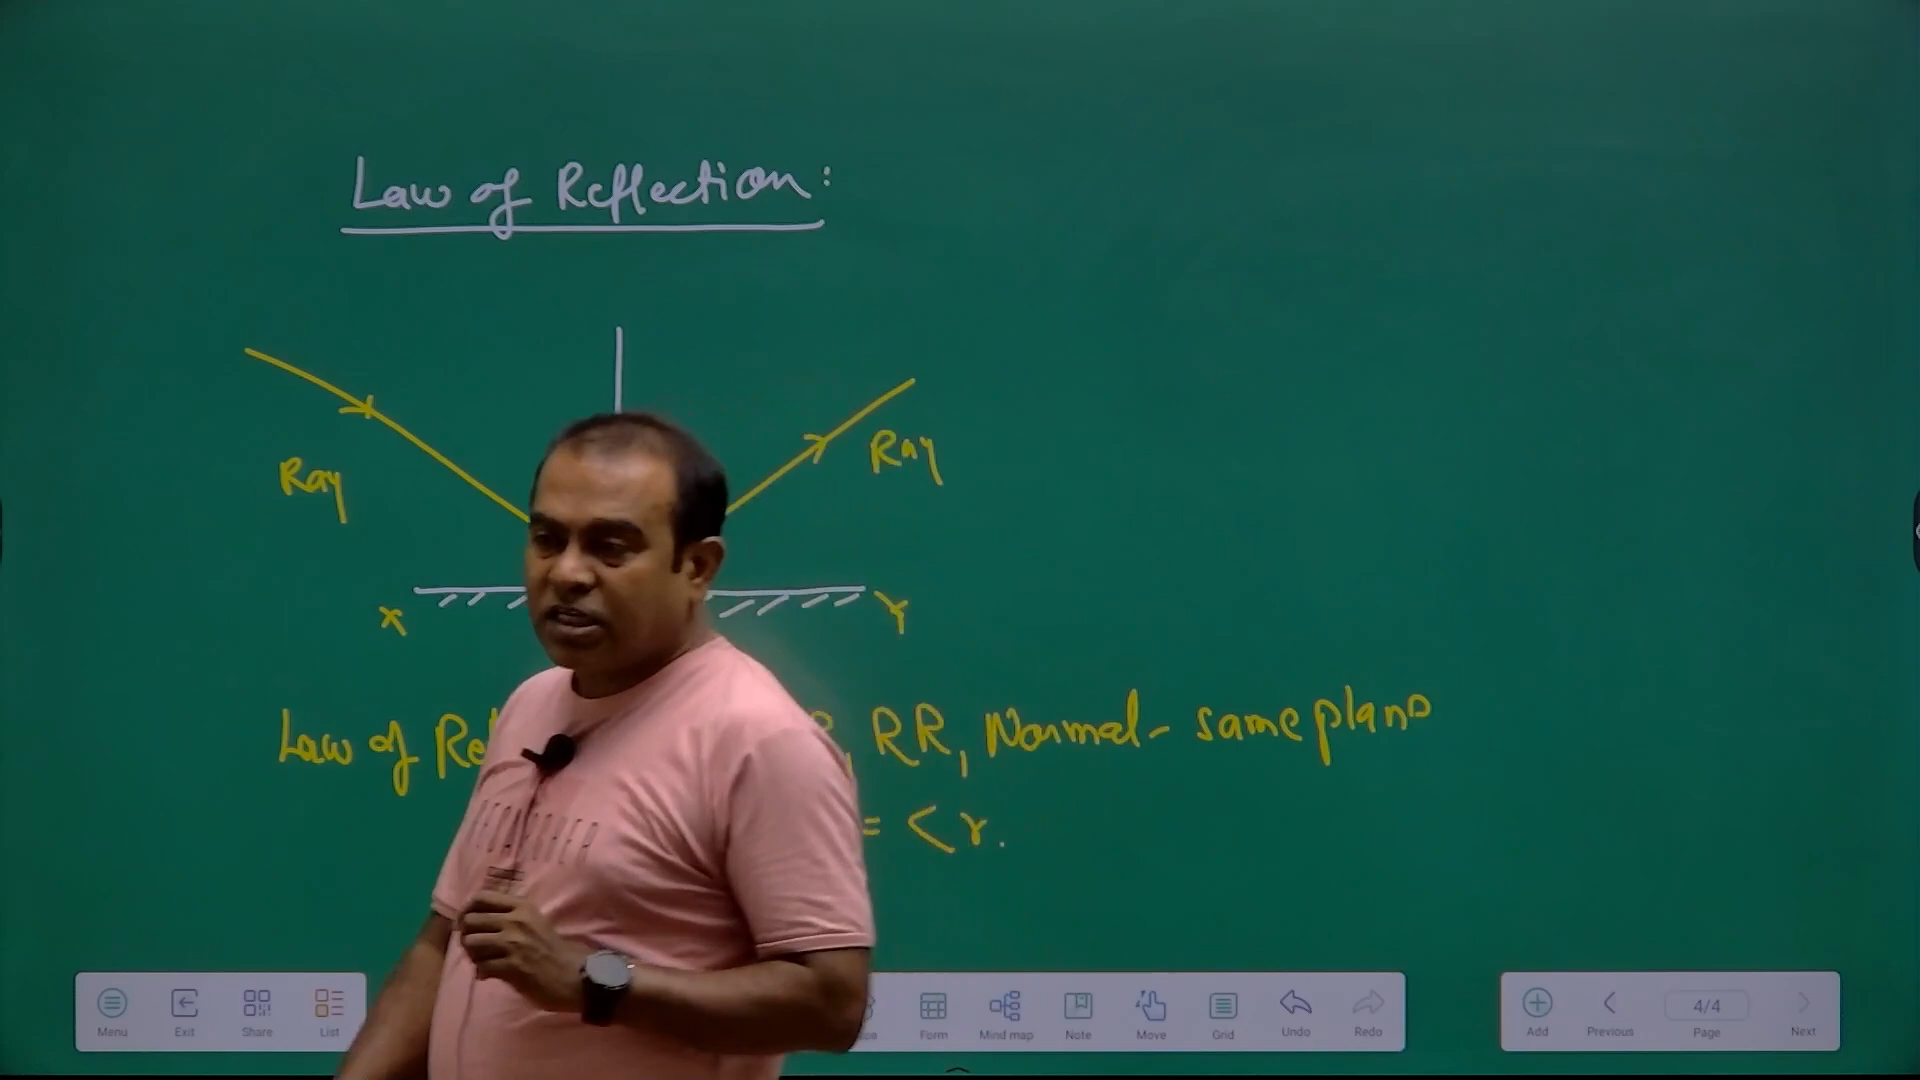 Law of Reflection:
Ray
Ray
X
Y
Law of RR, Normal - same plane
= <r.
Menu
Exit
Share
List
Form
Mind map
Note
Move
Grid
Undo
Redo
Add
Previous
4/4
Page
Next